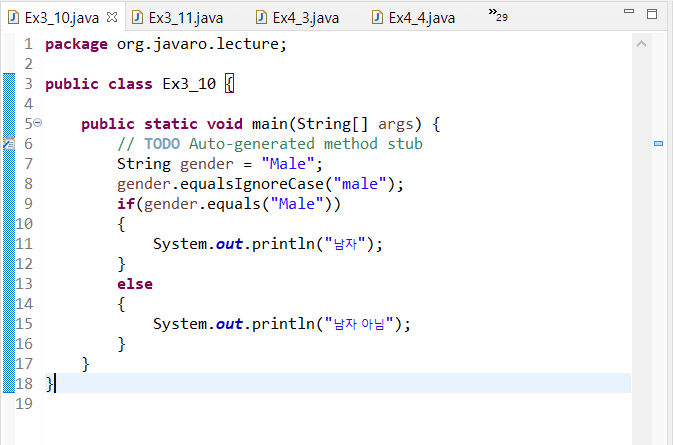 Ex3_10.java Ex3_11.java Ex4_3.java Ex4_4.java »29
1 package org.javaro.lecture;
2
3 public class Ex3_10 {
4
5 public static void main(String[] args) {
6 // TODO Auto-generated method stub
7 String gender = "Male";
8 gender.equalsIgnoreCase("male");
9 if(gender.equals("Male"))
10 {
11 System.out.println("남자");
12 }
13 else
14 {
15 System.out.println("남자 아님");
16 }
17 }
18 }
19